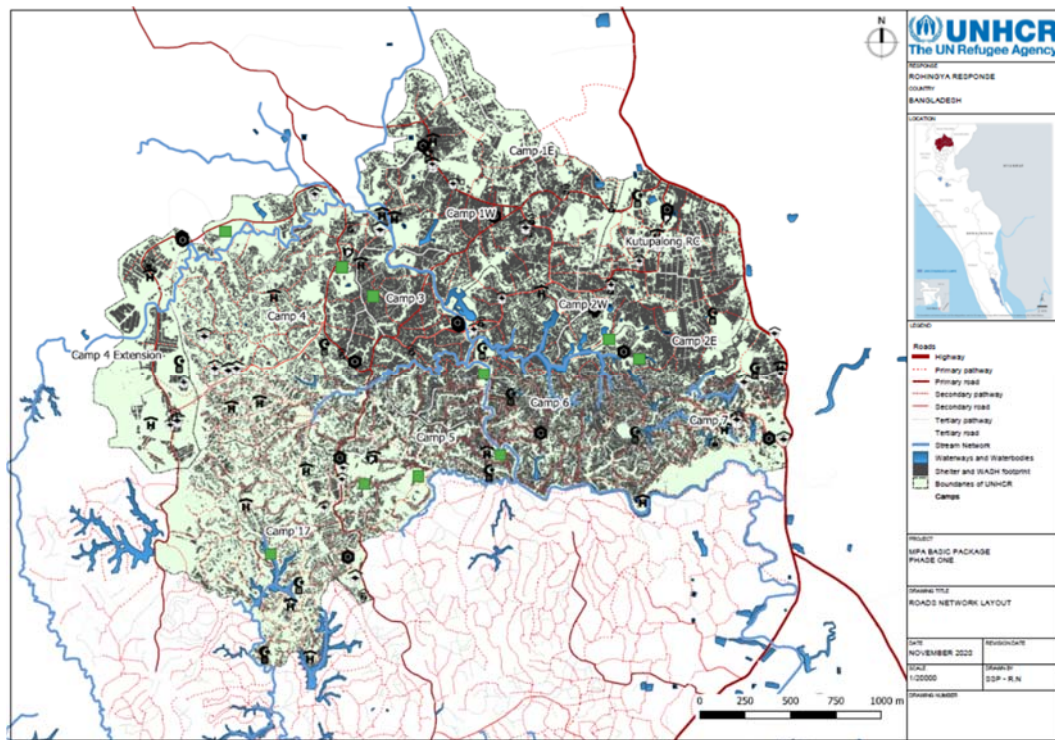 N
Camp 1E
Camp 1W
Kutupalong RC
Camp 3
Camp 2W
Camp 4
Camp 2E
Camp 4 Extension
Camp 6
Camp 7
Camp 5
Camp 17
0 250 500 750 1000 m
UNHCR
The UN Refugee Agency
RESPONSE
ROHINGYA RESPONSE
COUNTRY
BANGLADESH
LOCATION
LEGEND
Roads
Highway
Primary pathway
Primary road
Secondary pathway
Secondary road
Tertiary pathway
Tertiary road
Stream Network
Waterways and Waterbodies
Shelter and WASH footprint
Boundaries of UNHCR
Camps
PROJECT
MPA BASIC PACKAGE
PHASE ONE
DRAWING TITLE
ROADS NETWORK LAYOUT
DATE
NOVEMBER 2020
REVISION DATE
SCALE
1/20000
DRAWN BY
SSP - R.N
DRAWING NUMBER